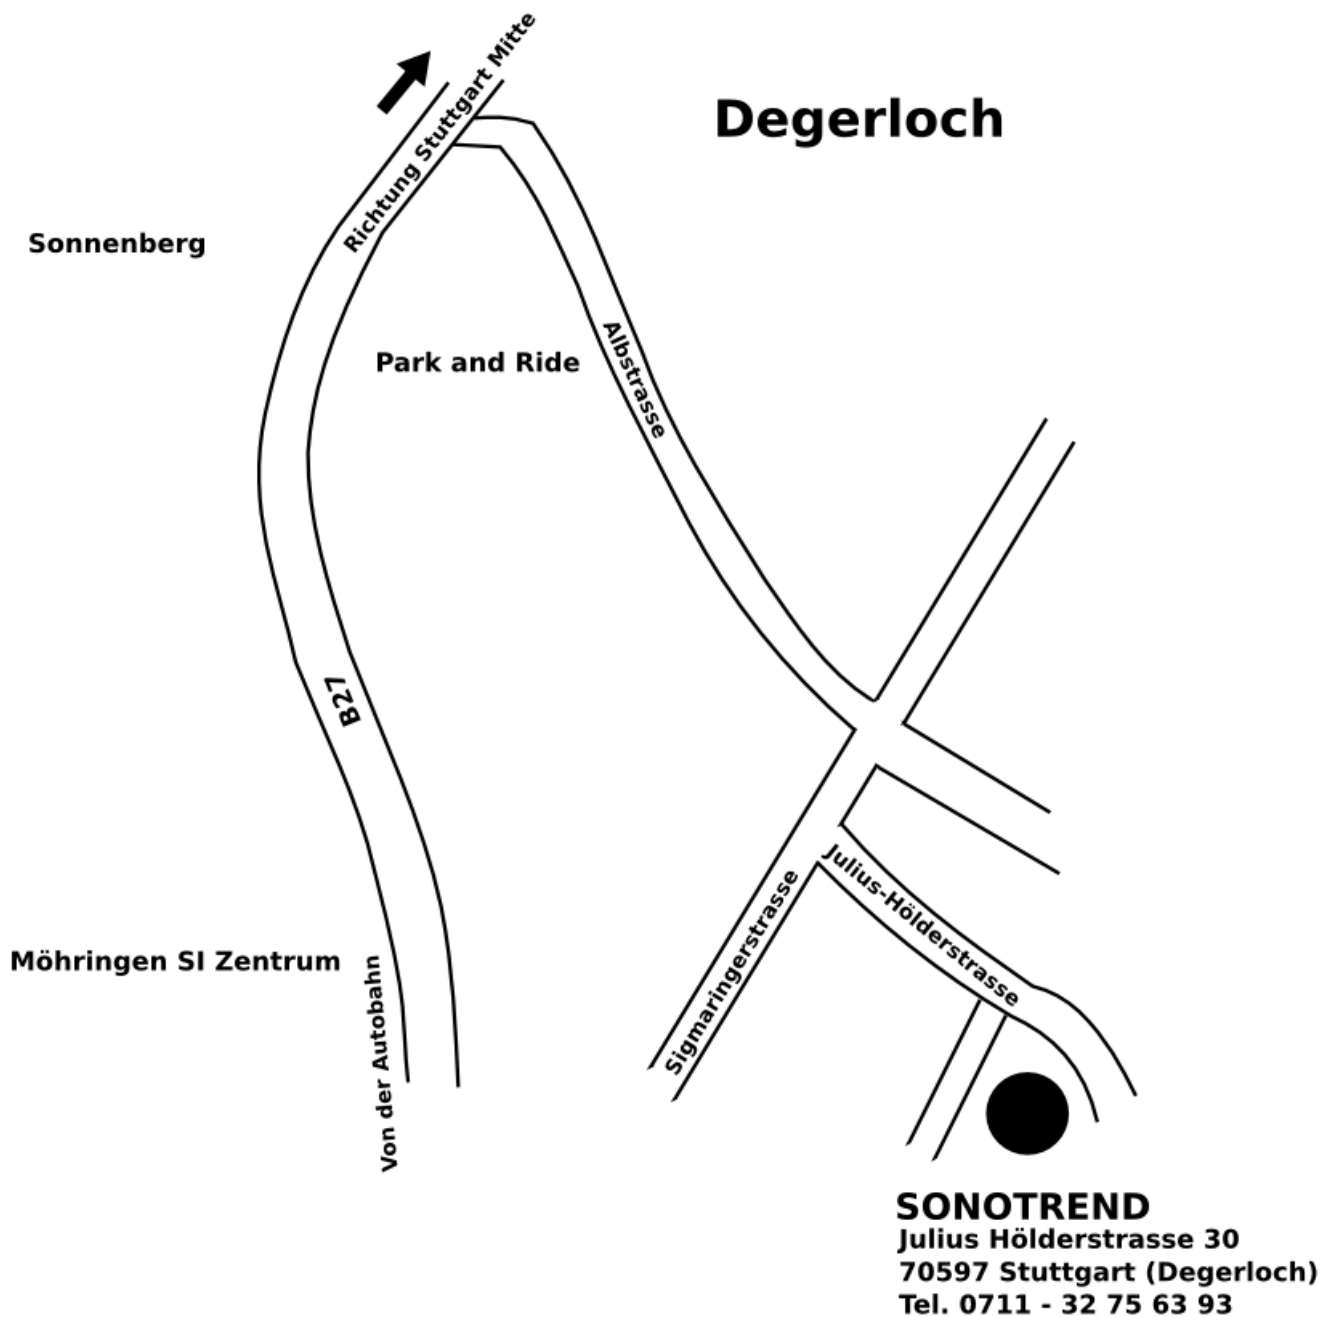 Richtung Stuttgart Mitte
Degerloch
Sonnenberg
Park and Ride
Albstrasse
B27
Julius-Hölderstrasse
Sigmaringerstrasse
Möhringen SI Zentrum
Von der Autobahn
SONOTREND
Julius Hölderstrasse 30
70597 Stuttgart (Degerloch)
Tel. 0711 - 32 75 63 93